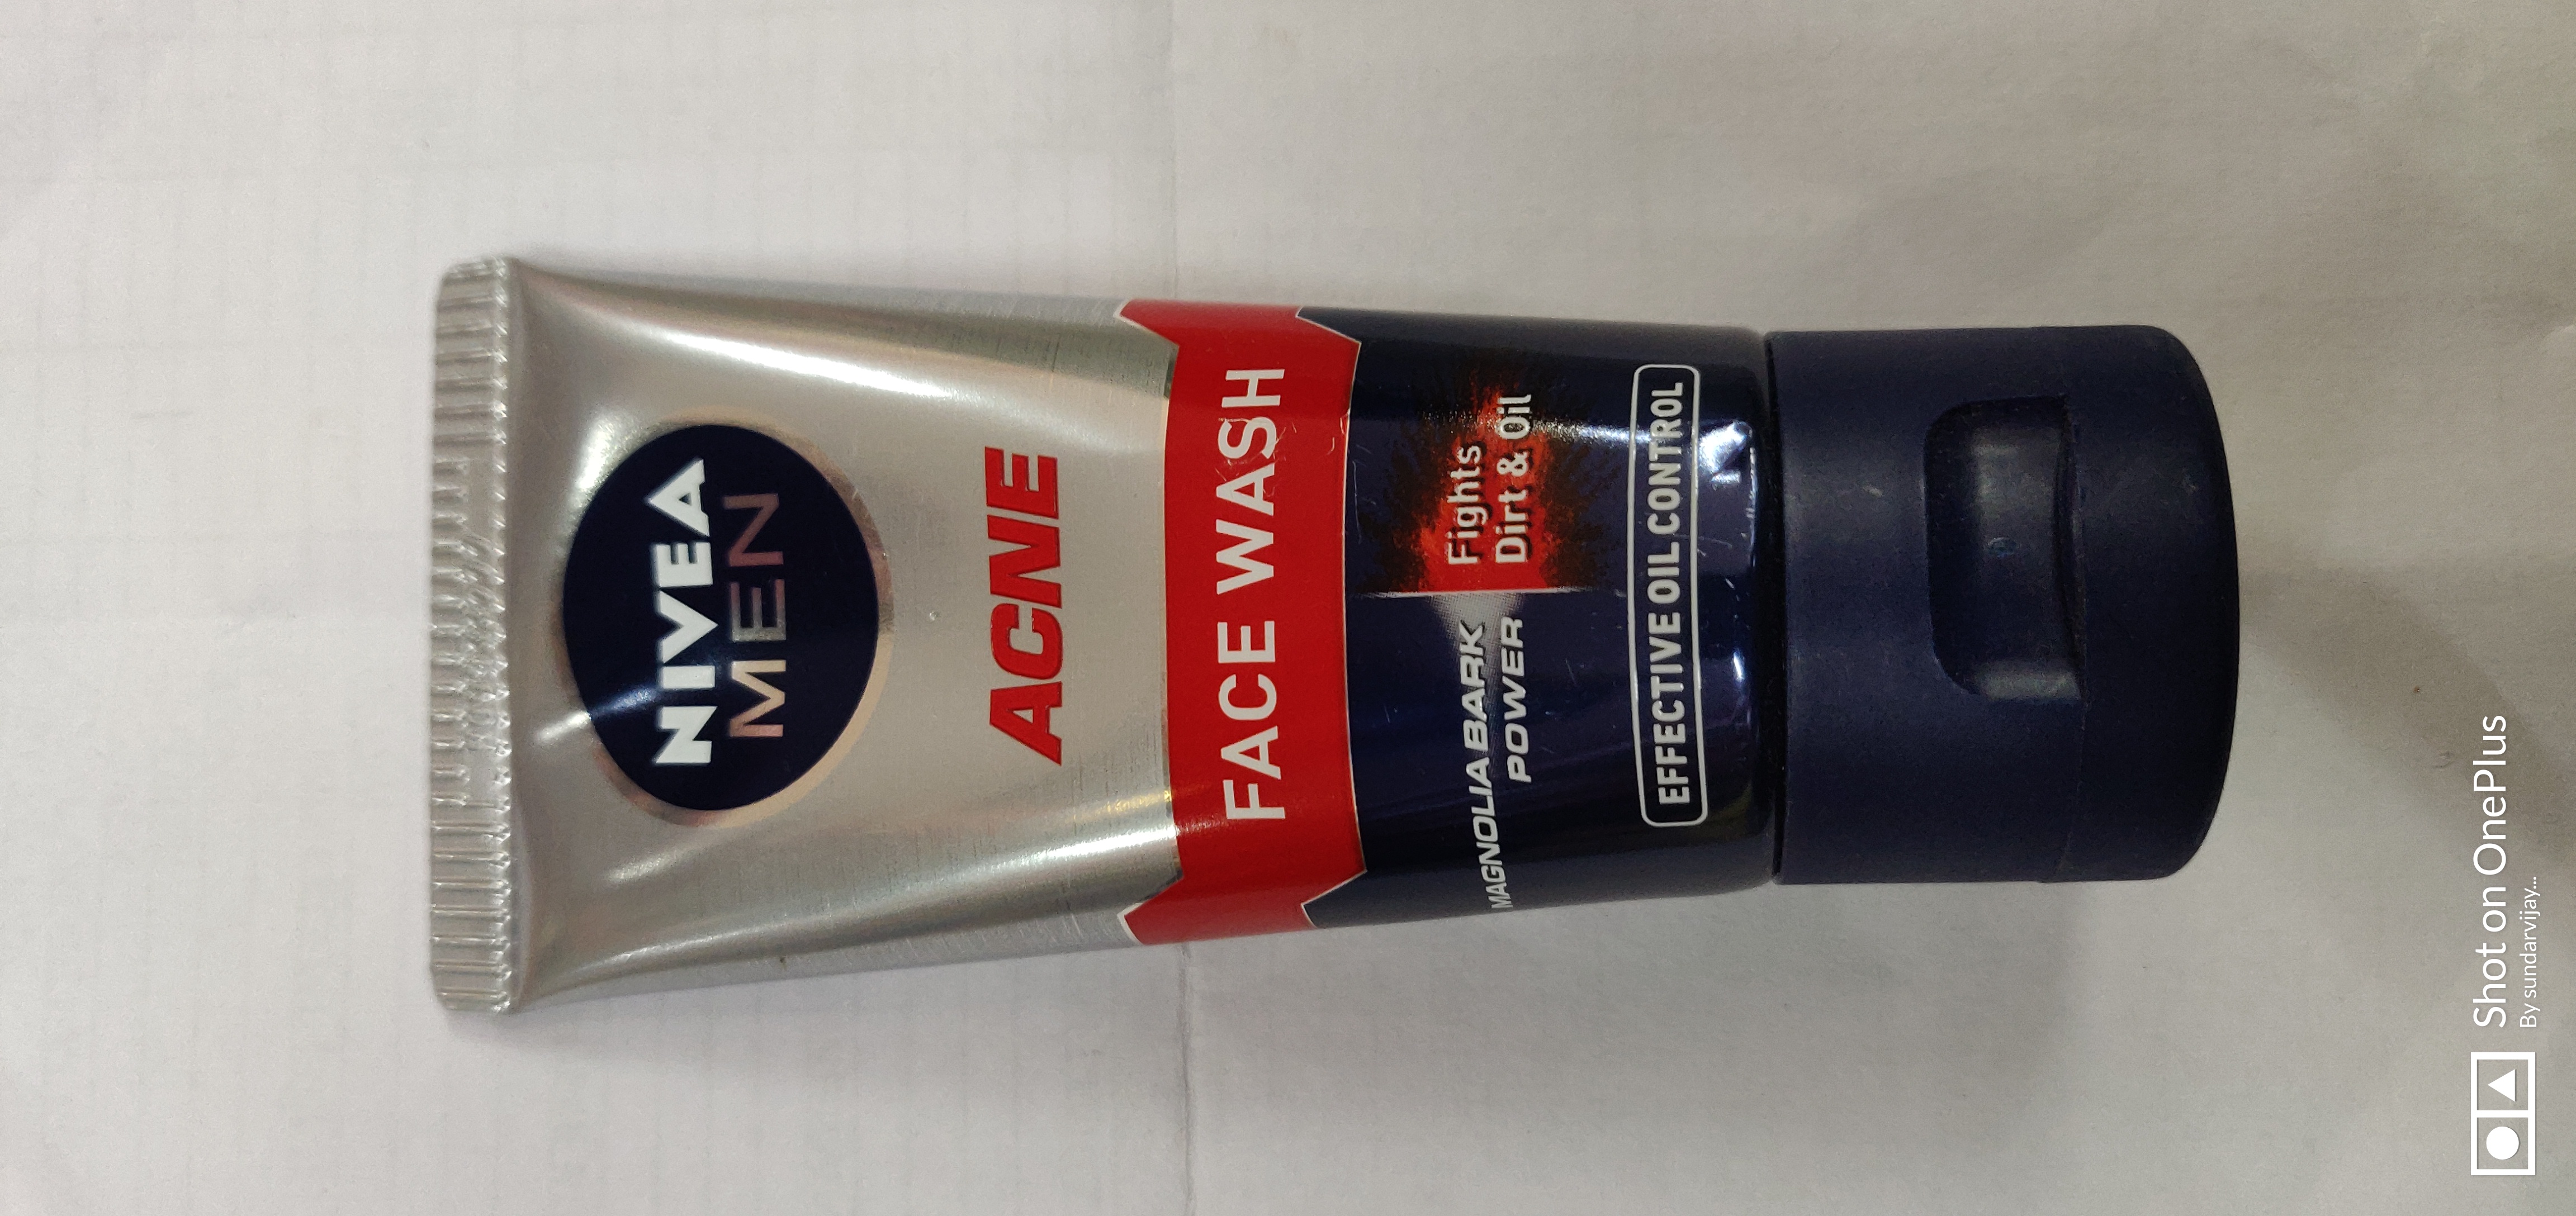 NIVEA
MEN
ACNE
FACE WASH
MAGNOLIA BARK
POWER
Fights
Dirt & Oil
EFFECTIVE OIL CONTROL
Shot on OnePlus
By sundarvijay...